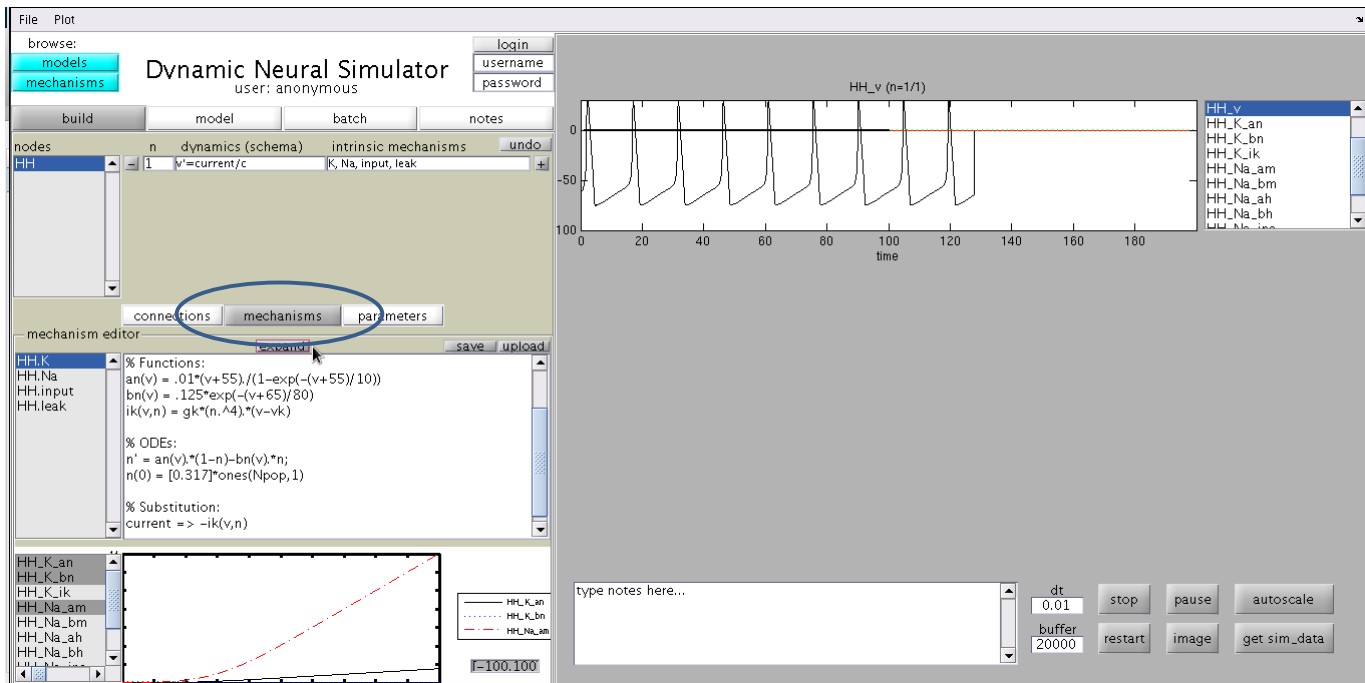 File Plot
browse:
models
mechanisms
Dynamic Neural Simulator
user: anonymous
login
username
password
build model batch notes
nodes n dynamics (schema) intrinsic mechanisms undo
HH - 1 v'=current/c K, Na, input, leak +
connections mechanisms parameters
mechanism editor
expand save upload
HH.K
HH.Na
HH.input
HH.leak
% Functions:
an(v) = .01*(v+55)./(1-exp(-(v+55)/10))
bn(v) = .125*exp(-(v+65)/80)
ik(v,n) = gk*(n.^4).*(v-vk)
% ODEs:
n' = an(v).*(1-n)-bn(v).*n;
n(0) = [0.317]*ones(Npop,1)
% Substitution:
current => -ik(v,n)
HH_K_an
HH_K_bn
HH_K_ik
HH_Na_am
HH_Na_bm
HH_Na_ah
HH_Na_bh
HH_K_an
HH_K_bn
HH_Na_am
[-100,100]
HH_v (n=1/1)
0
-50
100
0 20 40 60 80 100 120 140 160 180
time
HH_v
HH_K_an
HH_K_bn
HH_K_ik
HH_Na_am
HH_Na_bm
HH_Na_ah
HH_Na_bh
type notes here...
dt
0.01
buffer
20000
stop pause autoscale
restart image get sim_data